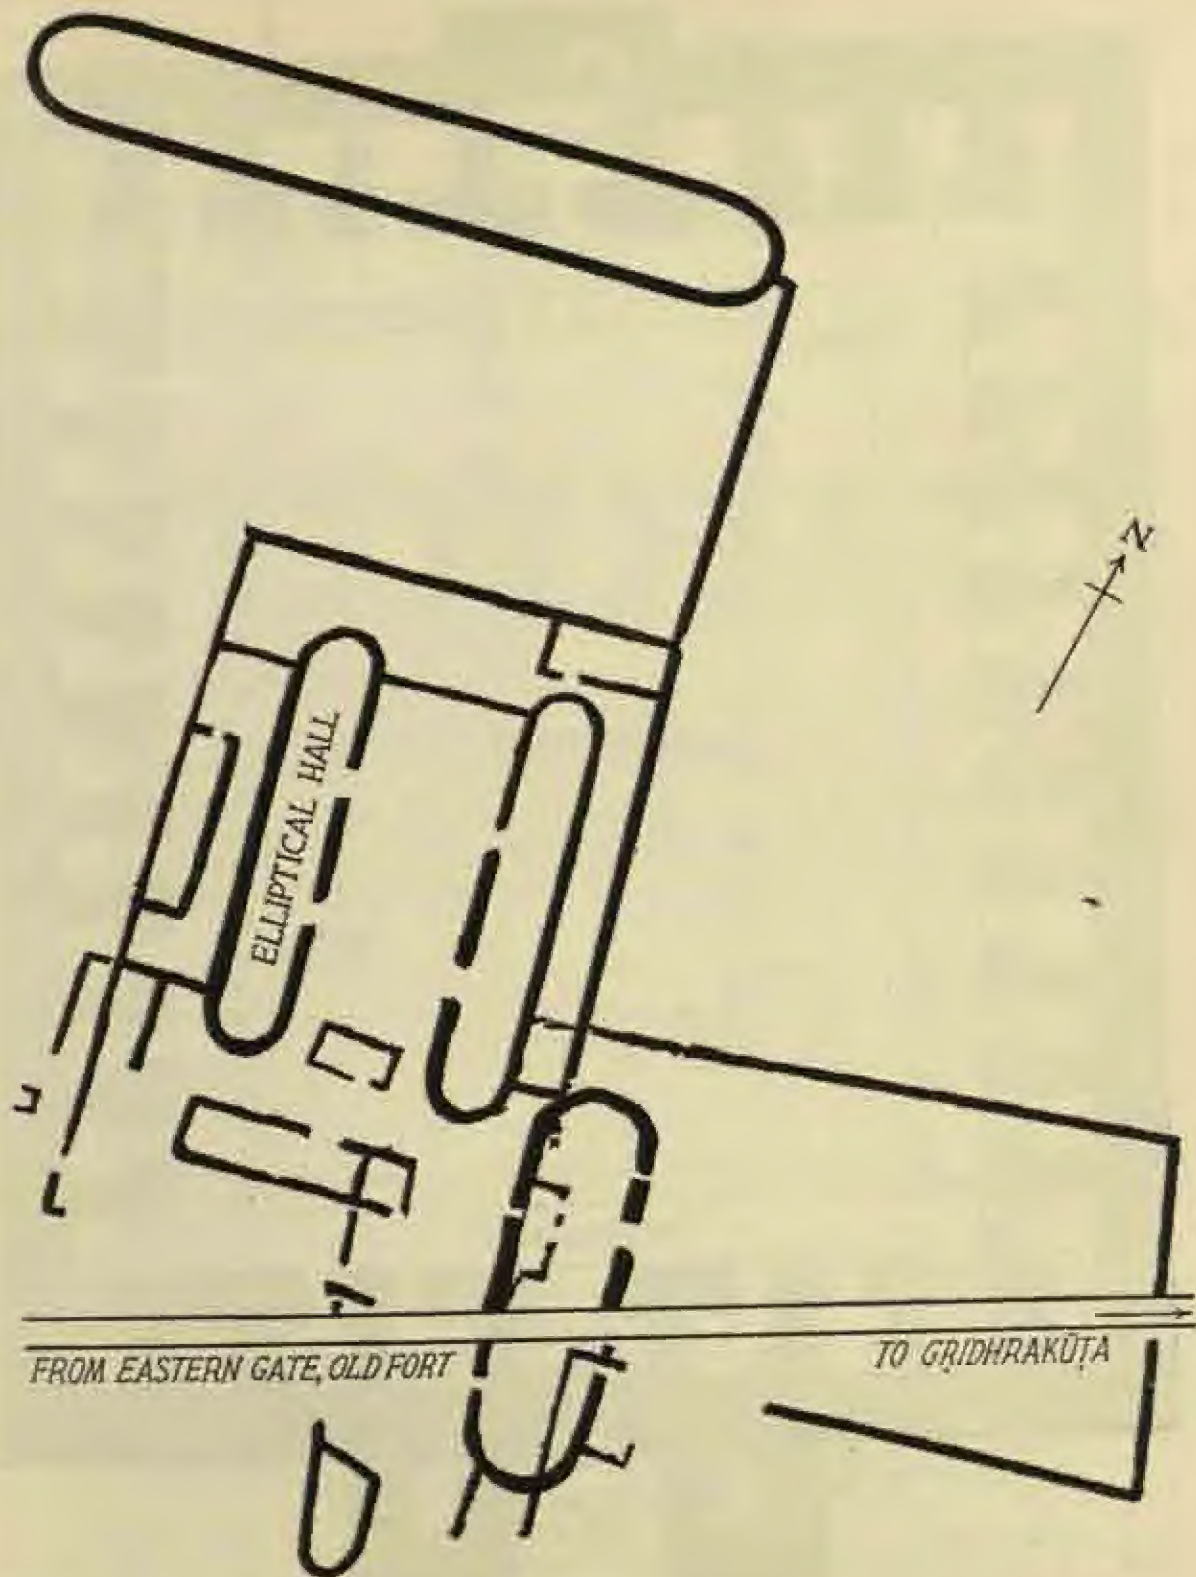 N
ELLIPTICAL HALL
FROM EASTERN GATE, OLD FORT
TO GṚIDHRAKŪṬA